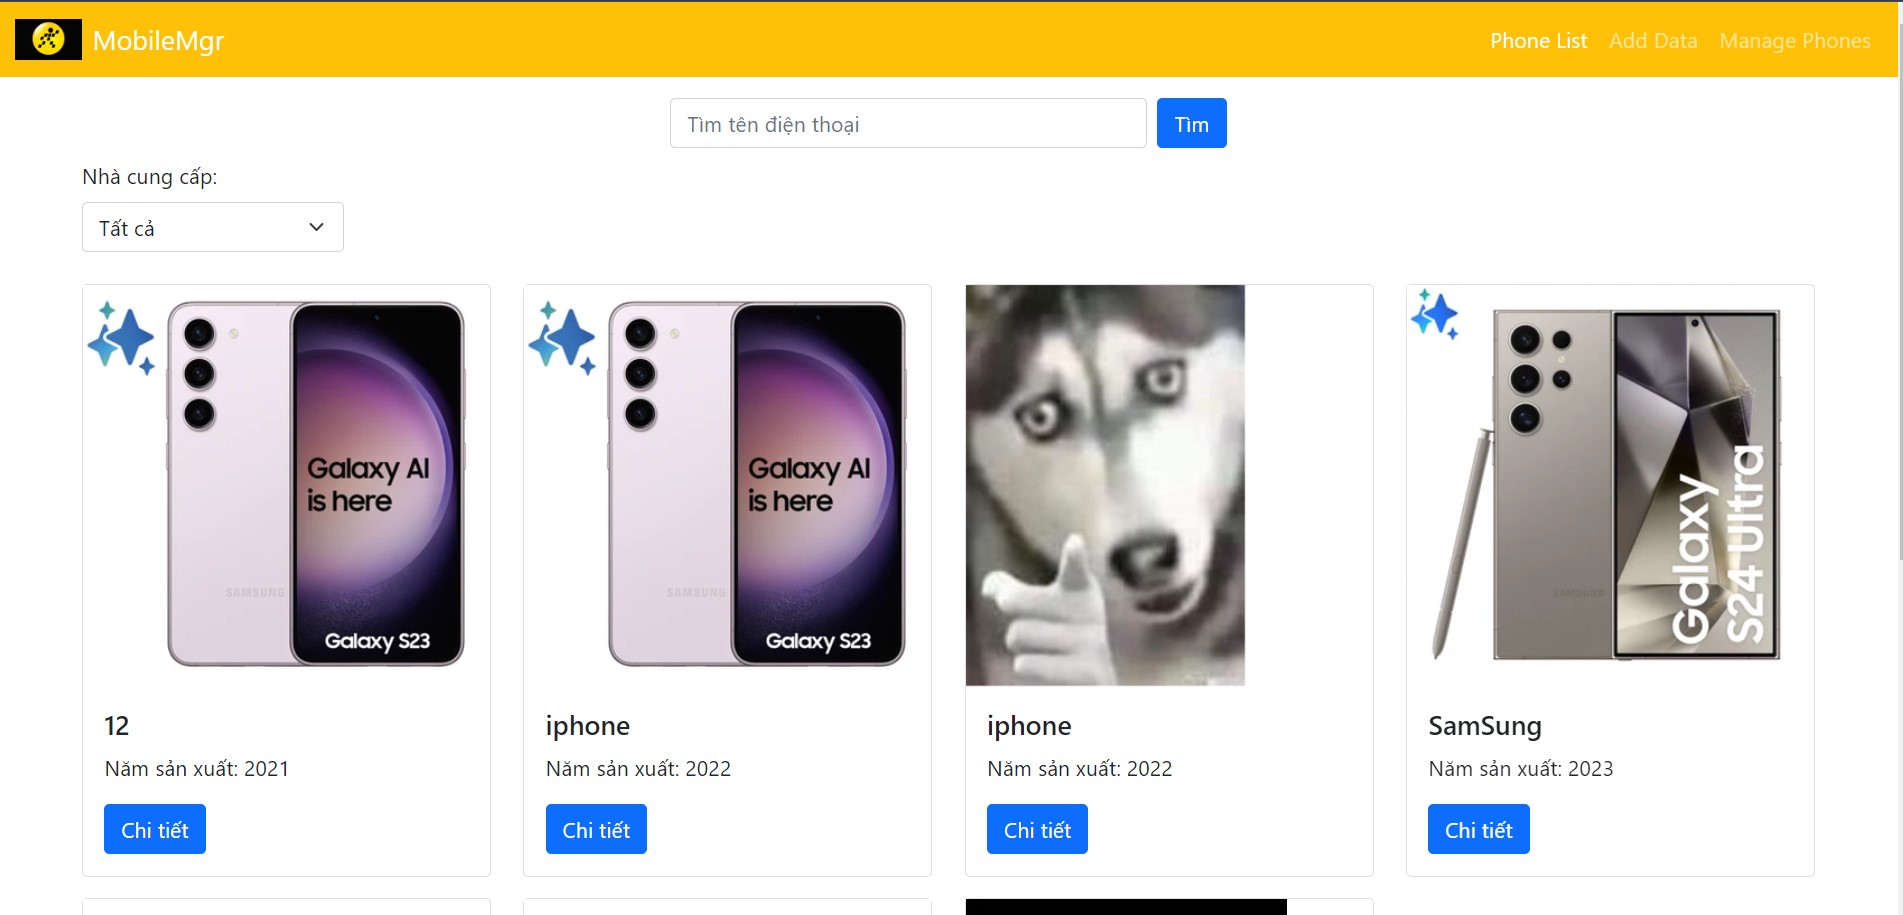 MobileMgr
Phone List Add Data Manage Phones
Tìm tên điện thoại Tìm
Nhà cung cấp:
Tất cả
Galaxy AI
is here
SAMSUNG
Galaxy S23
12
Năm sản xuất: 2021
Chi tiết
Galaxy AI
is here
SAMSUNG
Galaxy S23
iphone
Năm sản xuất: 2022
Chi tiết
iphone
Năm sản xuất: 2022
Chi tiết
SAMSUNG
Galaxy
S24 Ultra
SamSung
Năm sản xuất: 2023
Chi tiết